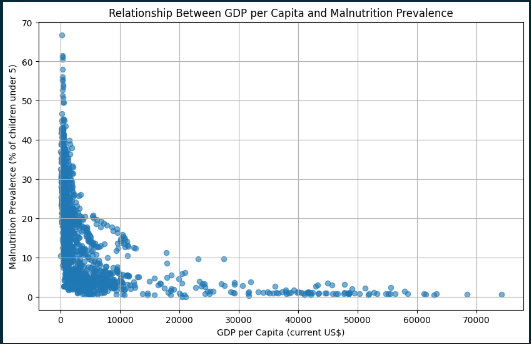 Relationship Between GDP per Capita and Malnutrition Prevalence
Malnutrition Prevalence (% of children under 5)
70
60
50
40
30
20
10
0
0 10000 20000 30000 40000 50000 60000 70000
GDP per Capita (current US$)